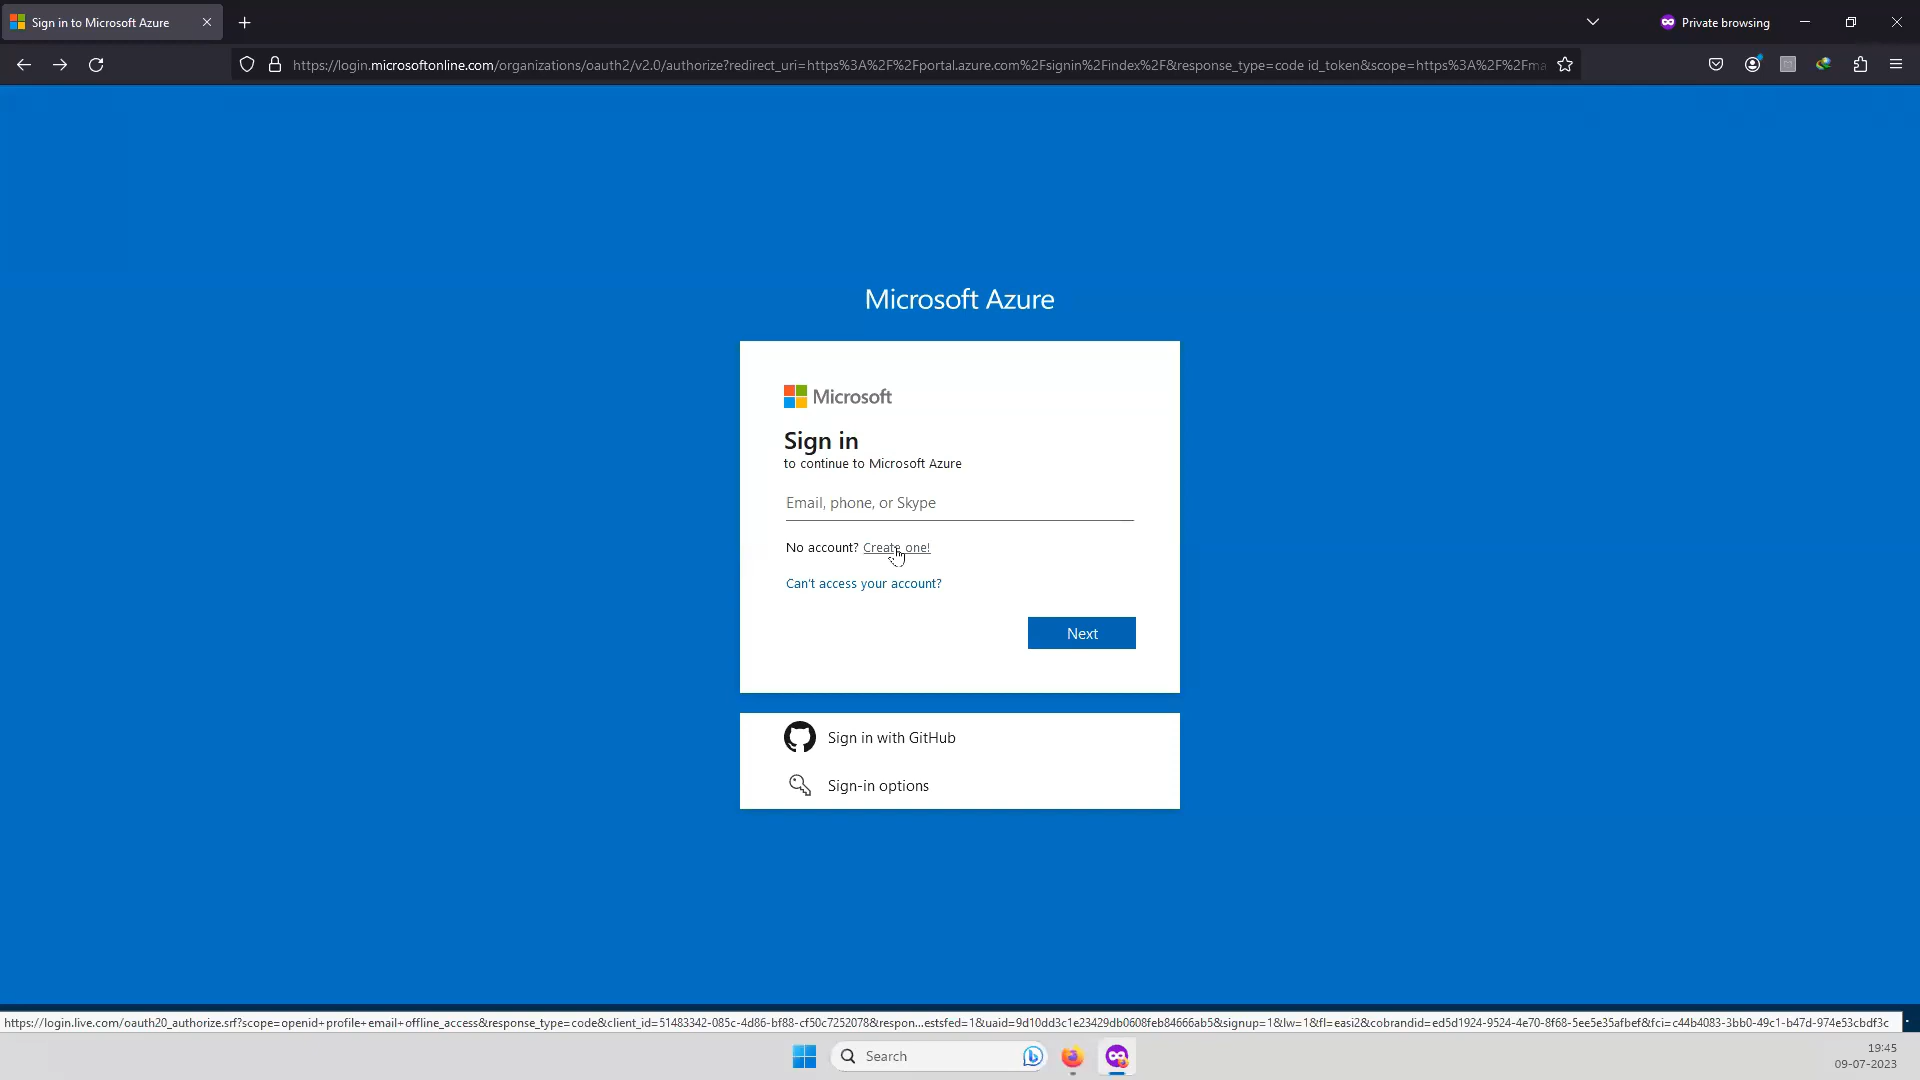 Sign in to Microsoft Azure
Private browsing
https://login.microsoftonline.com/organizations/oauth2/v2.0/authorize?redirect_uri=https%3A%2F%2Fportal.azure.com%2Fsignin%2Findex%2F&response_type=code id_token&scope=https%3A%2F%2Fma
Microsoft Azure
Microsoft
Sign in
to continue to Microsoft Azure
Email, phone, or Skype
No account? Create one!
Can't access your account?
Next
Sign in with GitHub
Sign-in options
https://login.live.com/oauth20_authorize.srf?scope=openid+profile+email+offline_access&response_type=code&client_id=51483342-085c-4d86-bf88-cf50c7252078&respon...estsfed=1&uaid=9d10dd3c1e23429db0608feb84666ab5&signup=1&lw=1&fl=easi2&cobrandid=ed5d1924-9524-4e70-8f68-5ee5e35afbef&fci=c44b4083-3bb0-49c1-b47d-974e53cbdf3c
Search
19:45
09-07-2023